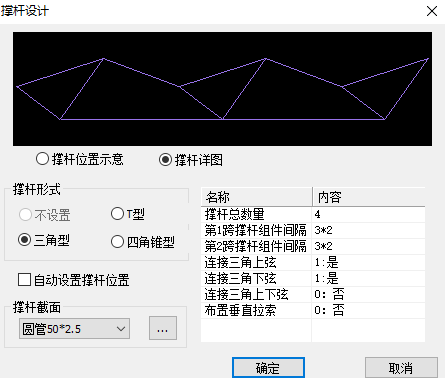 撑杆设计
撑杆位置示意 撑杆详图
撑杆形式
不设置 T型
三角型 四角锥型
自动设置撑杆位置
撑杆截面
圆管50*2.5 ...
名称 内容
撑杆总数量 4
第1跨撑杆组件间隔 3*2
第2跨撑杆组件间隔 3*2
连接三角上弦 1:是
连接三角下弦 1:是
连接三角上下弦 0：否
布置垂直拉索 0：否
确定 取消